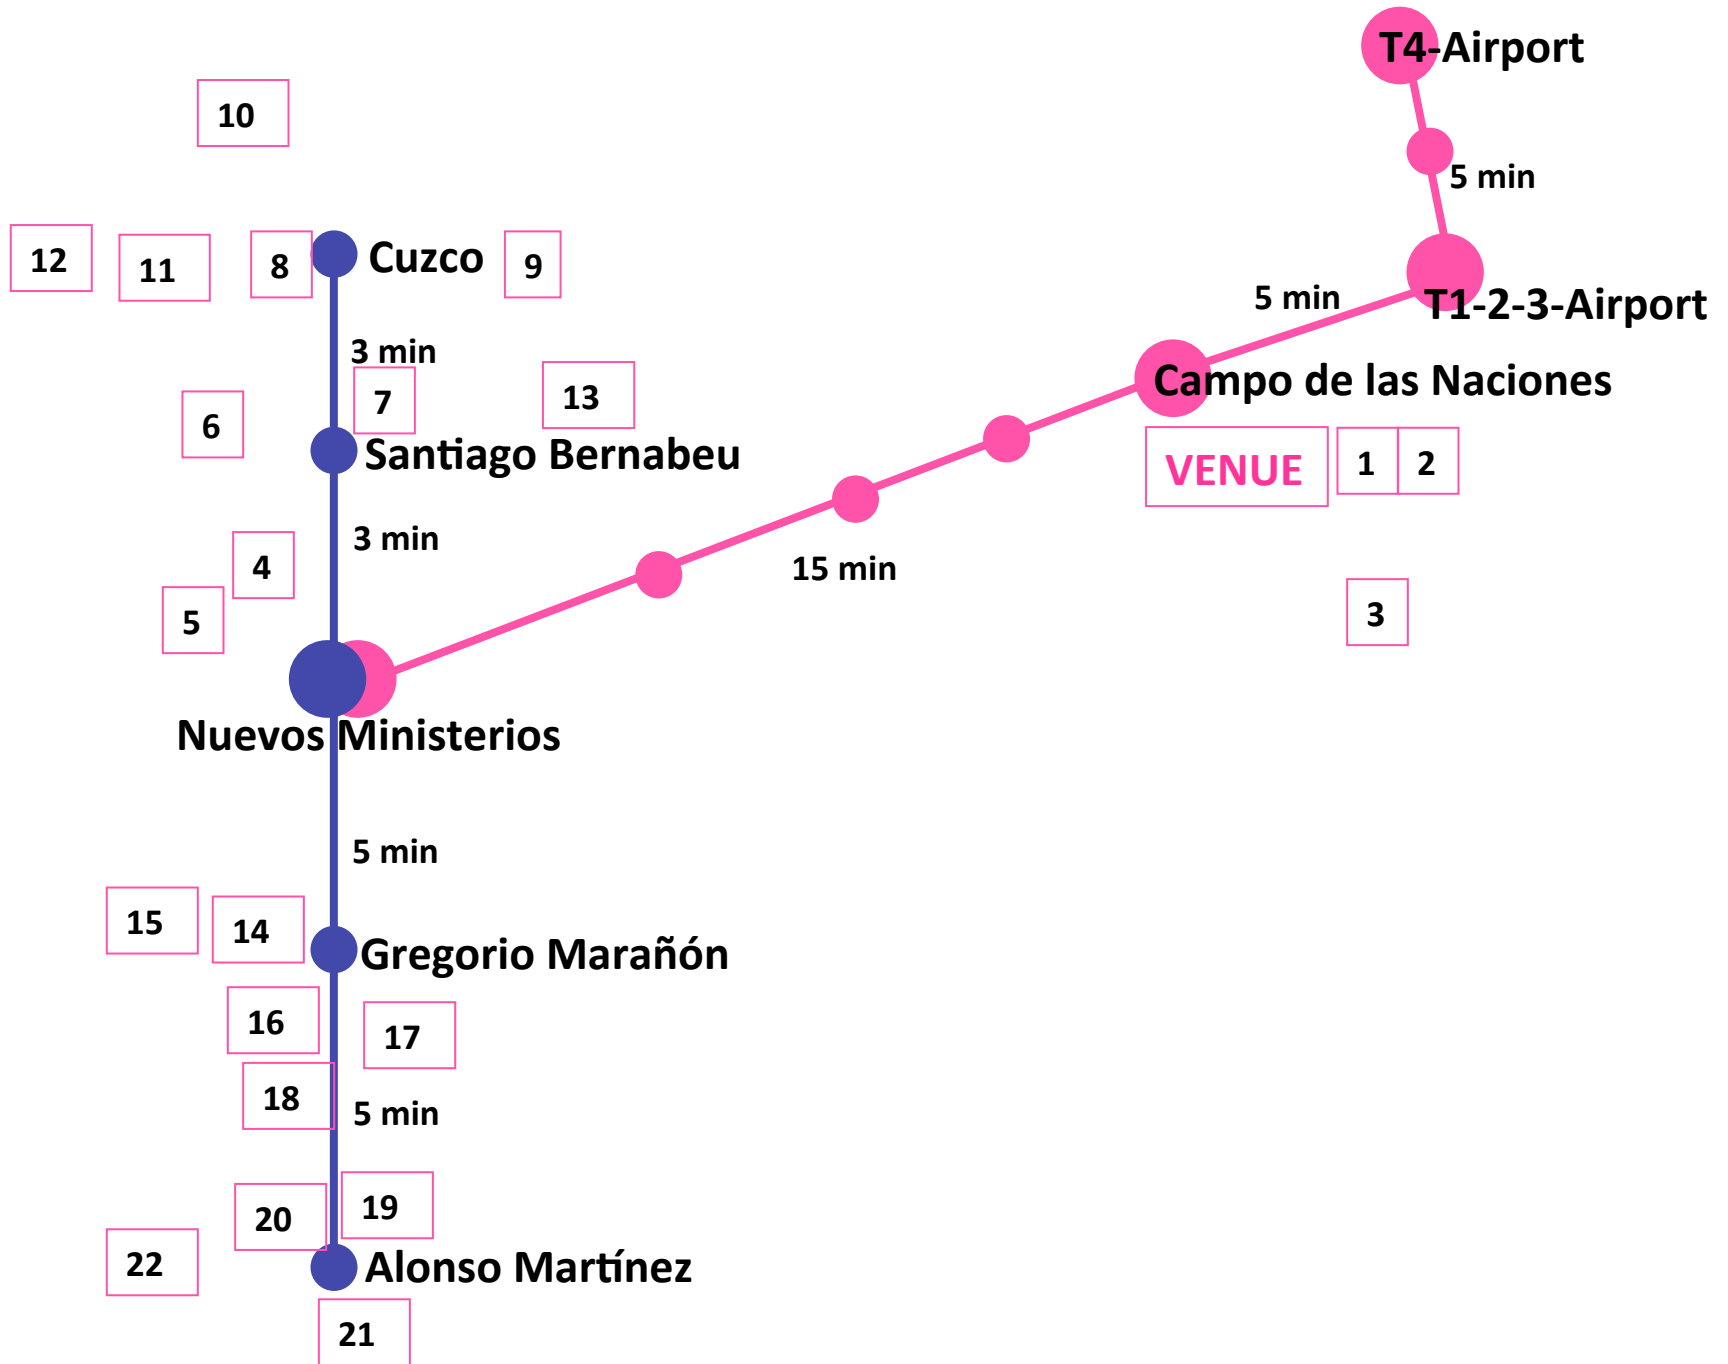 T4-Airport
10
5 min
12
11
8
Cuzco
9
5 min
T1-2-3-Airport
3 min
7
13
Campo de las Naciones
6
Santiago Bernabeu
VENUE
1
2
3 min
4
15 min
5
3
Nuevos Ministerios
5 min
15
14
Gregorio Marañón
16
17
18
5 min
20
19
22
Alonso Martínez
21